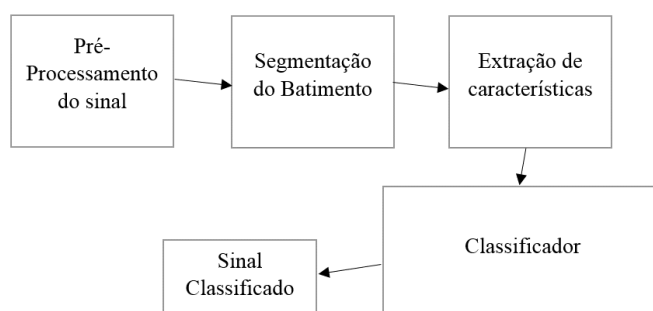 Pré-
Processamento
do sinal
Segmentação
do Batimento
Extração de
características
Classificador
Sinal
Classificado